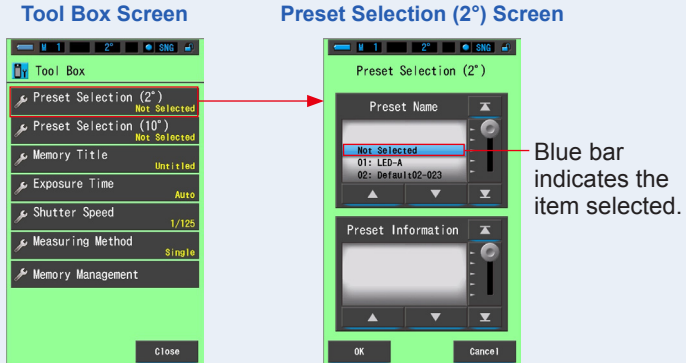 Tool Box Screen
Preset Selection (2°) Screen
M 1 2° SNG
Tool Box
Preset Selection (2°)
Not Selected
Preset Selection (10°)
Not Selected
Memory Title
Untitled
Exposure Time
Auto
Shutter Speed
1/125
Measuring Method
Single
Memory Management
Close
M 1 2° SNG
Preset Selection (2°)
Preset Name
Not Selected
01: LED-A
02: Default02-023
Preset Information
OK Cancel
Blue bar
indicates the
item selected.